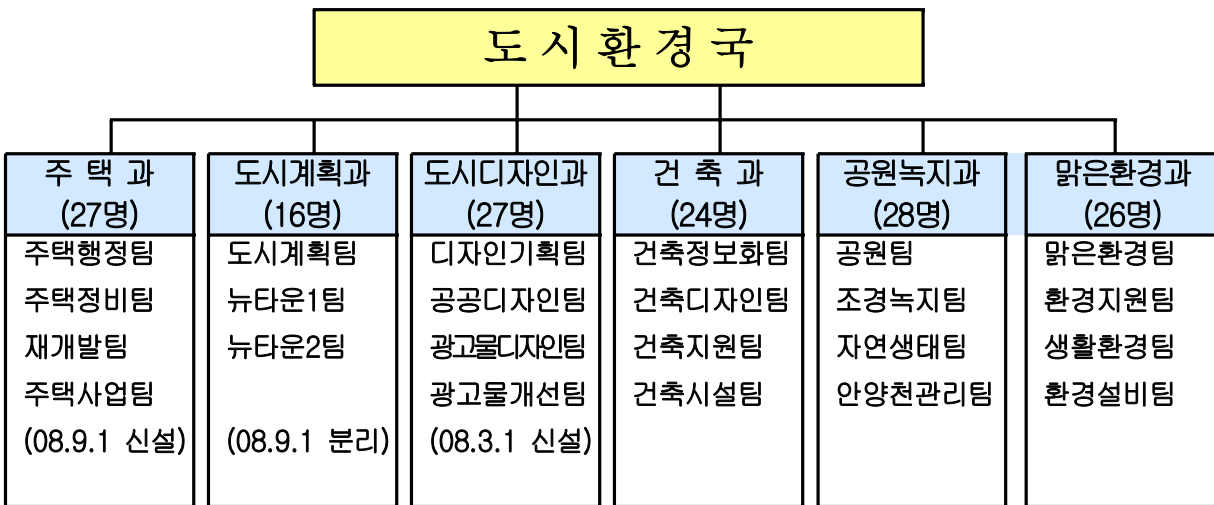 도시환경국
주 택 과
(27명)
주택행정팀
주택정비팀
재개발팀
주택사업팀
(08.9.1 신설)
도시계획과
(16명)
도시계획팀
뉴타운1팀
뉴타운2팀
(08.9.1 분리)
도시디자인과
(27명)
디자인기획팀
공공디자인팀
광고물디자인팀
광고물개선팀
(08.3.1 신설)
건 축 과
(24명)
건축정보화팀
건축디자인팀
건축지원팀
건축시설팀
공원녹지과
(28명)
공원팀
조경녹지팀
자연생태팀
안양천관리팀
맑은환경과
(26명)
맑은환경팀
환경지원팀
생활환경팀
환경설비팀